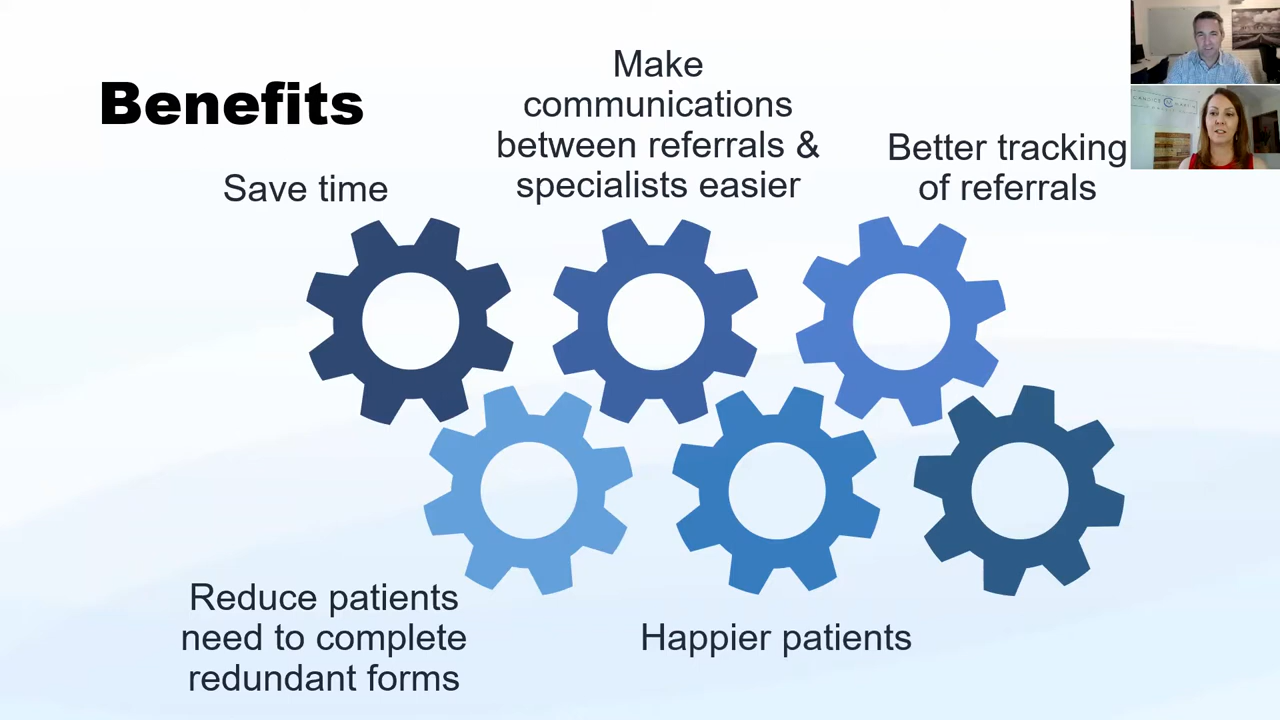 Benefits
Save time
Make
communications
between referrals &
specialists easier
Better tracking
of referrals
Reduce patients
need to complete
redundant forms
Happier patients